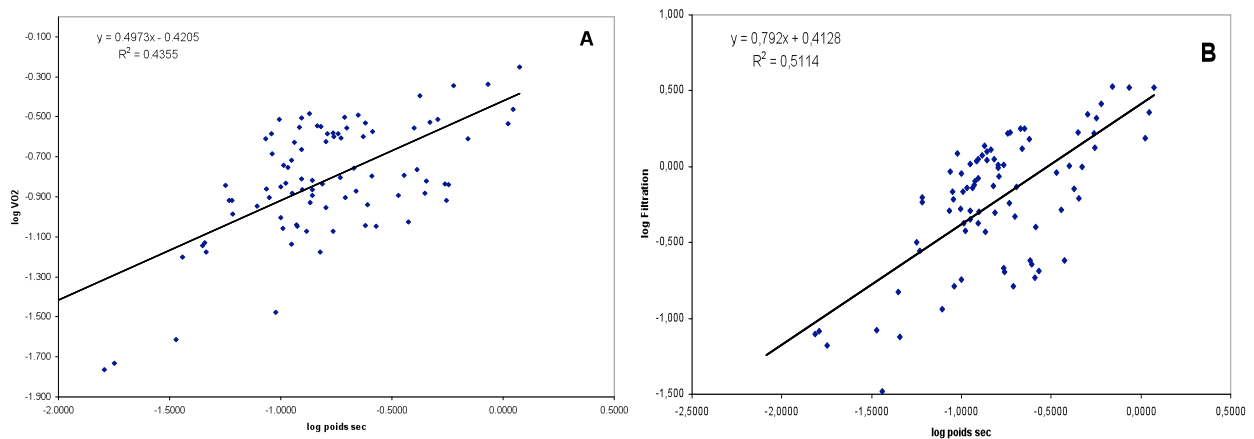 y = 0.4973x - 0.4205
R² = 0.4355
A
-0.100
-0.300
-0.500
-0.700
-0.900
-1.100
-1.300
-1.500
-1.700
-1.900
log VO2
-2.0000 -1.5000 -1.0000 -0.5000 0.0000 0.5000
log poids sec
y = 0,792x + 0,4128
R² = 0,5114
B
1,000
0,500
0,000
-0,500
-1,000
-1,500
log Filtration
-2,5000 -2,0000 -1,5000 -1,0000 -0,5000 0,0000 0,5000
log poids sec